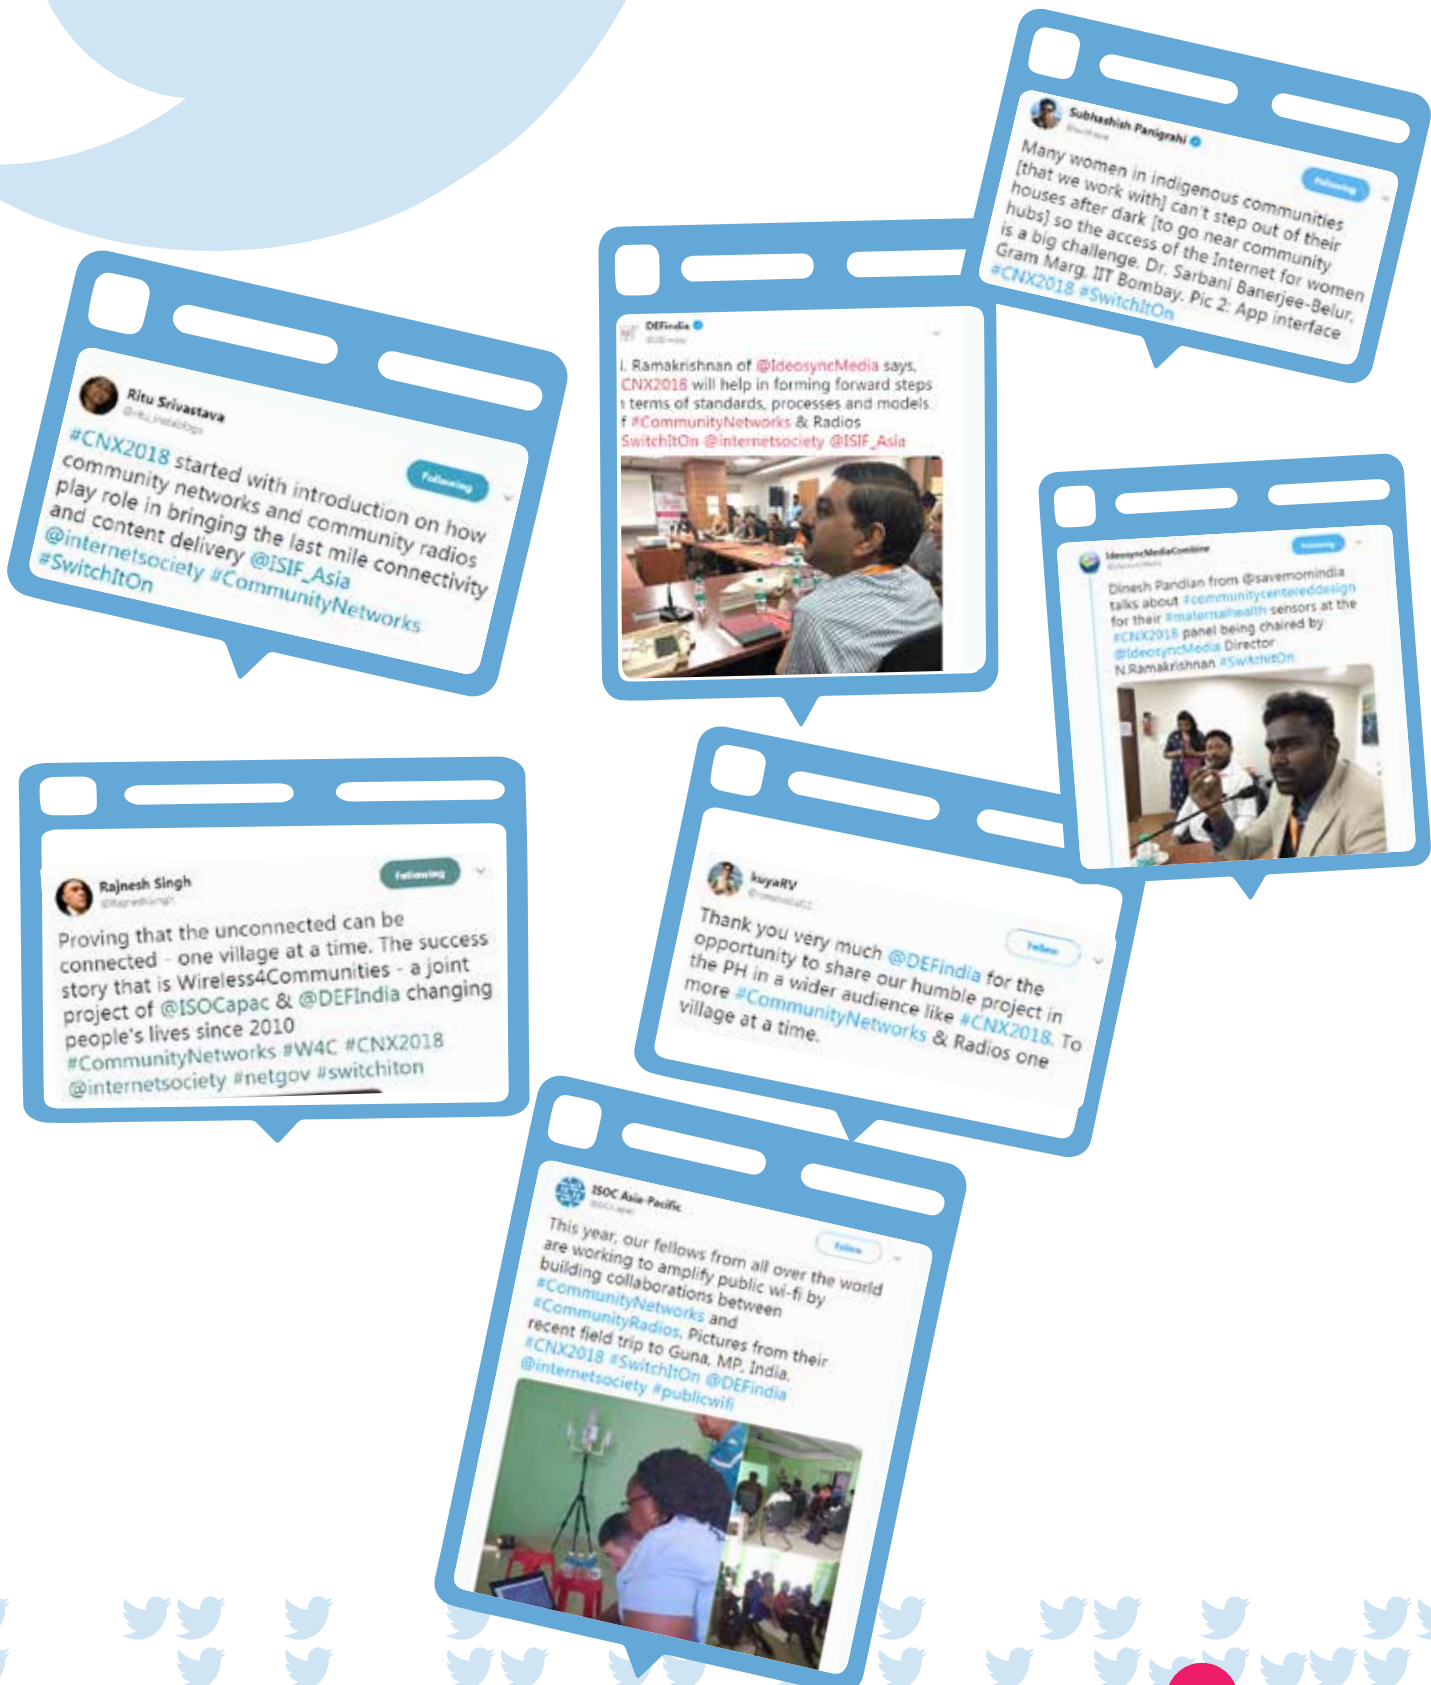 Subhashish Panigrahi
Following
Many women in indigenous communities
[that we work with] can't step out of their
houses after dark [to go near community
hubs] so the access of the Internet for women
is a big challenge. Dr. Sarbani Banerjee-Belur,
Gram Marg, IIT Bombay. Pic 2: App interface
#CNX2018 #SwitchItOn
Ritu Srivastava
@ritu_instablogs
Following
#CNX2018 started with introduction on how
community networks and community radios
play role in bringing the last mile connectivity
and content delivery @ISIF_Asia
@internetsociety #CommunityNetworks
#SwitchItOn
DEFindia
Ramakrishnan of @IdeosyncMedia says,
CNX2018 will help in forming forward steps
terms of standards, processes and models
f #CommunityNetworks & Radios
SwitchItOn @internetsociety @ISIF_Asia
IdeosyncMediaCombine
Following
Dinesh Pandian from @savemomindia
talks about #communitycentereddesign
for their #maternalhealth sensors at the
#CNX2018 panel being chaired by
@IdeosyncMedia Director
N.Ramakrishnan #SwitchItOn
Rajnesh Singh
@RajneshSingh
Following
Proving that the unconnected can be
connected - one village at a time. The success
story that is Wireless4Communities - a joint
project of @ISOCapac & @DEFIndia changing
people's lives since 2010
#CommunityNetworks #W4C #CNX2018
@internetsociety #netgov #switchiton
kuyaRV
Follow
Thank you very much @DEFindia for the
opportunity to share our humble project in
the PH in a wider audience like #CNX2018. To
more #CommunityNetworks & Radios one
village at a time.
ISOC Asia-Pacific
Follow
This year, our fellows from all over the world
are working to amplify public wi-fi by
building collaborations between
#CommunityNetworks and
#CommunityRadios. Pictures from their
recent field trip to Guna, MP, India.
#CNX2018 #SwitchItOn @DEFindia
@internetsociety #publicwifi